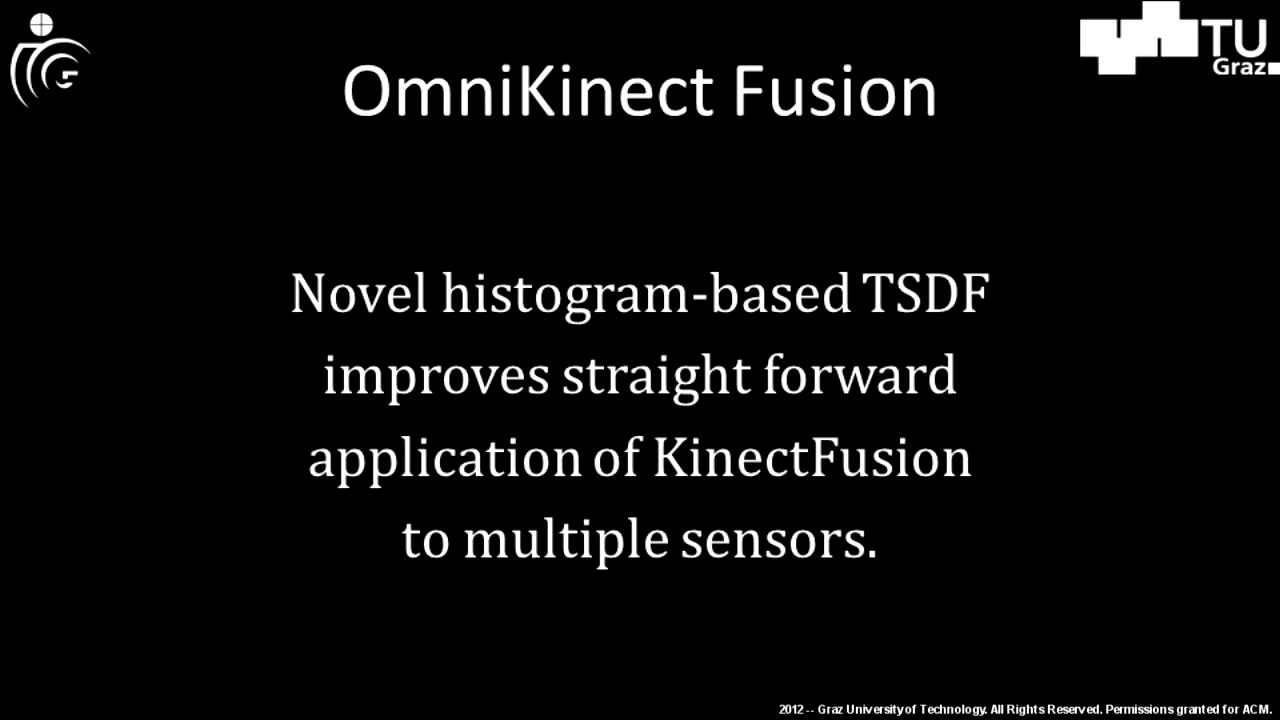 TU
Graz
OmniKinect Fusion
Novel histogram-based TSDF
improves straight forward
application of KinectFusion
to multiple sensors.
2012 -- Graz University of Technology. All Rights Reserved. Permissions granted for ACM.